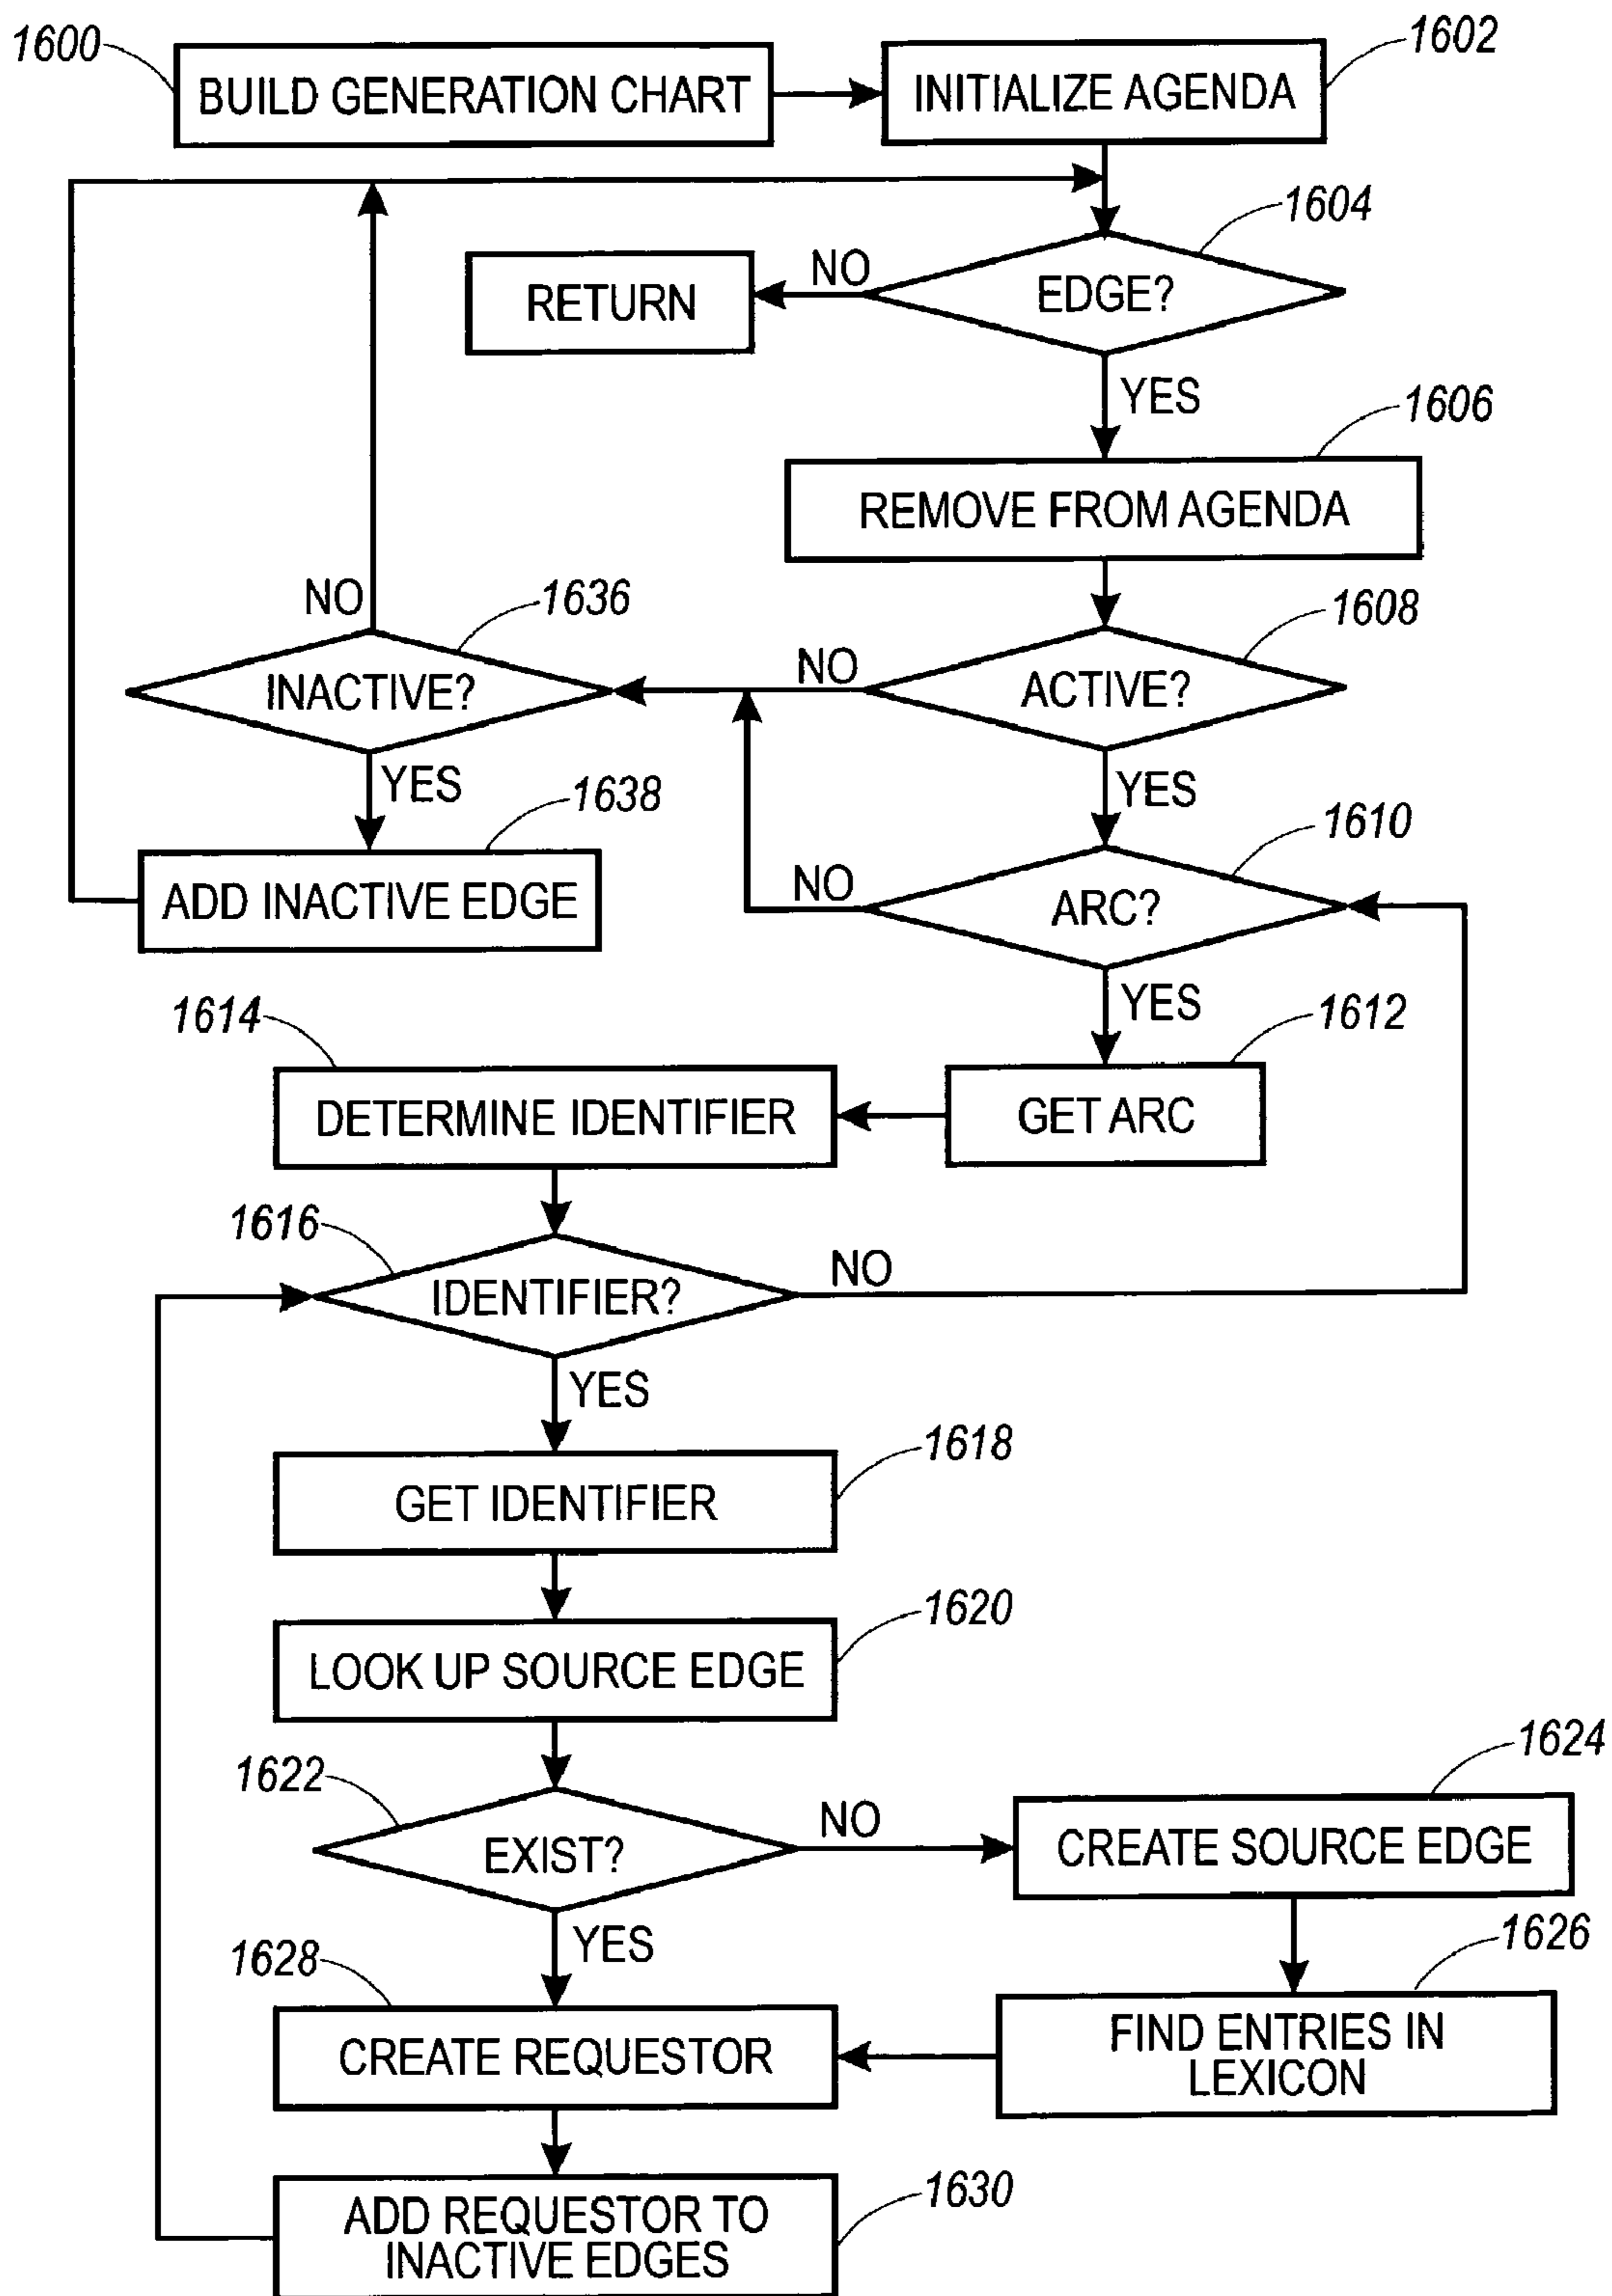 1600
BUILD GENERATION CHART
1602
INITIALIZE AGENDA
1604
EDGE?
NO
RETURN
YES
1606
REMOVE FROM AGENDA
1608
ACTIVE?
NO
1636
INACTIVE?
NO
YES
1638
ADD INACTIVE EDGE
YES
1610
ARC?
NO
YES
1612
GET ARC
1614
DETERMINE IDENTIFIER
1616
IDENTIFIER?
NO
YES
1618
GET IDENTIFIER
1620
LOOK UP SOURCE EDGE
1622
EXIST?
NO
1624
CREATE SOURCE EDGE
1626
FIND ENTRIES IN
LEXICON
YES
1628
CREATE REQUESTOR
1630
ADD REQUESTOR TO
INACTIVE EDGES